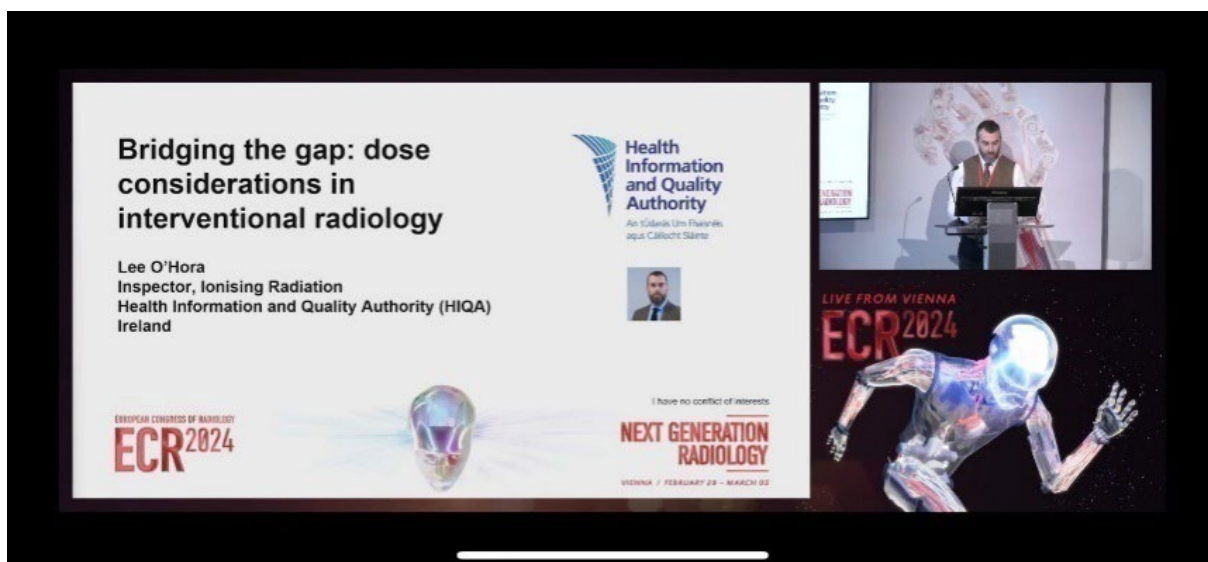 Bridging the gap: dose
considerations in
interventional radiology
Lee O'Hora
Inspector, Ionising Radiation
Health Information and Quality Authority (HIQA)
Ireland
Health
Information
and Quality
Authority
An tÚdarás Um Fhaisnéis
agus Cáilíocht Sláinte
I have no conflict of interests
EUROPEAN CONGRESS OF RADIOLOGY
ECR2024
NEXT GENERATION
RADIOLOGY
VIENNA / FEBRUARY 28 – MARCH 03
LIVE FROM VIENNA
ECR2024